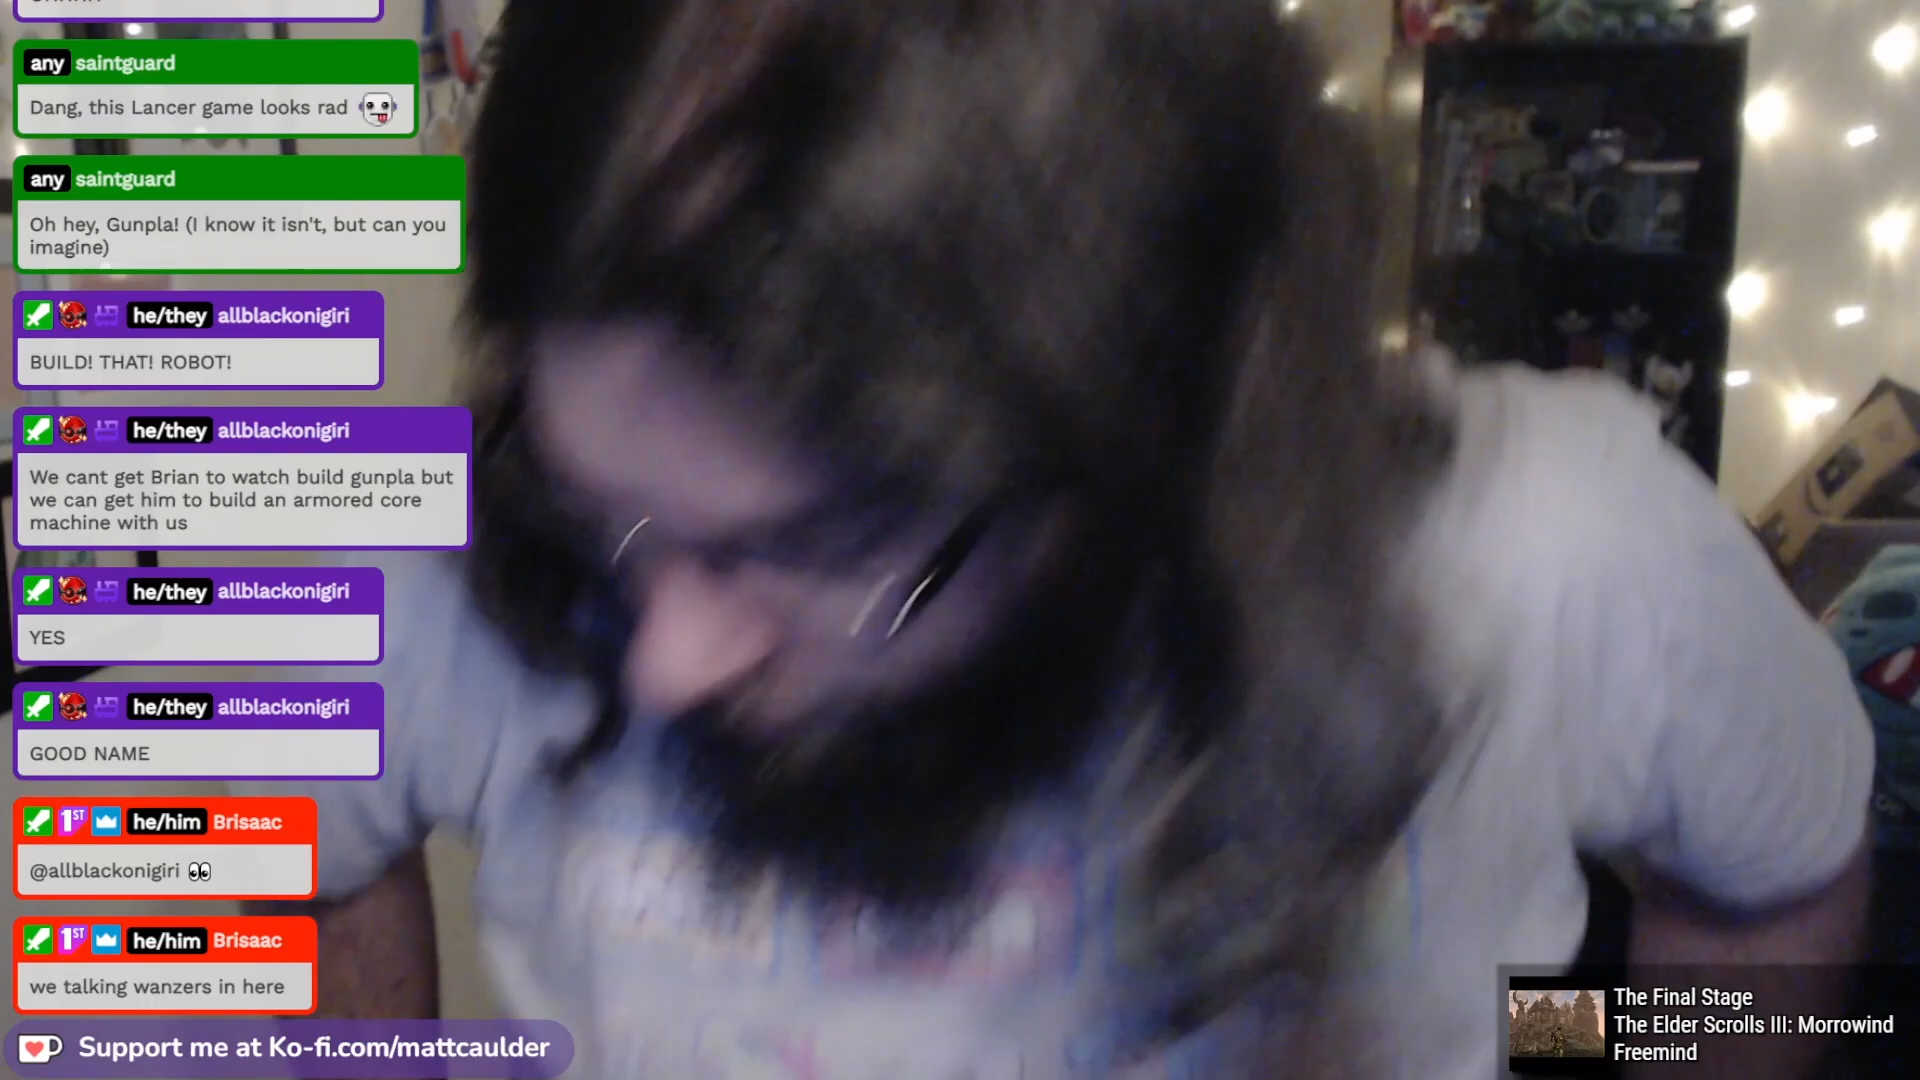 any saintguard
Dang, this Lancer game looks rad
any saintguard
Oh hey, Gunpla! (I know it isn't, but can you
imagine)
he/they allblackonigiri
BUILD! THAT! ROBOT!
he/they allblackonigiri
We cant get Brian to watch build gunpla but
we can get him to build an armored core
machine with us
he/they allblackonigiri
YES
he/they allblackonigiri
GOOD NAME
1ST he/him Brisaac
@allblackonigiri 👀
1ST he/him Brisaac
we talking wanzers in here
Support me at Ko-fi.com/mattcaulder
The Final Stage
The Elder Scrolls III: Morrowind
Freemind